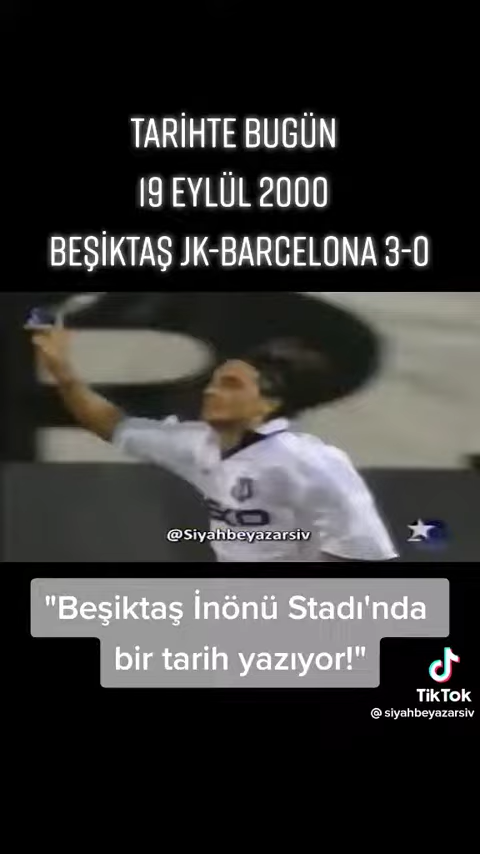 TARİHTE BUGÜN
19 EYLÜL 2000
BEŞİKTAŞ JK-BARCELONA 3-0
@Siyahbeyazarsiv
"Beşiktaş İnönü Stadı'nda
bir tarih yazıyor!"
TikTok
@siyahbeyazarsiv